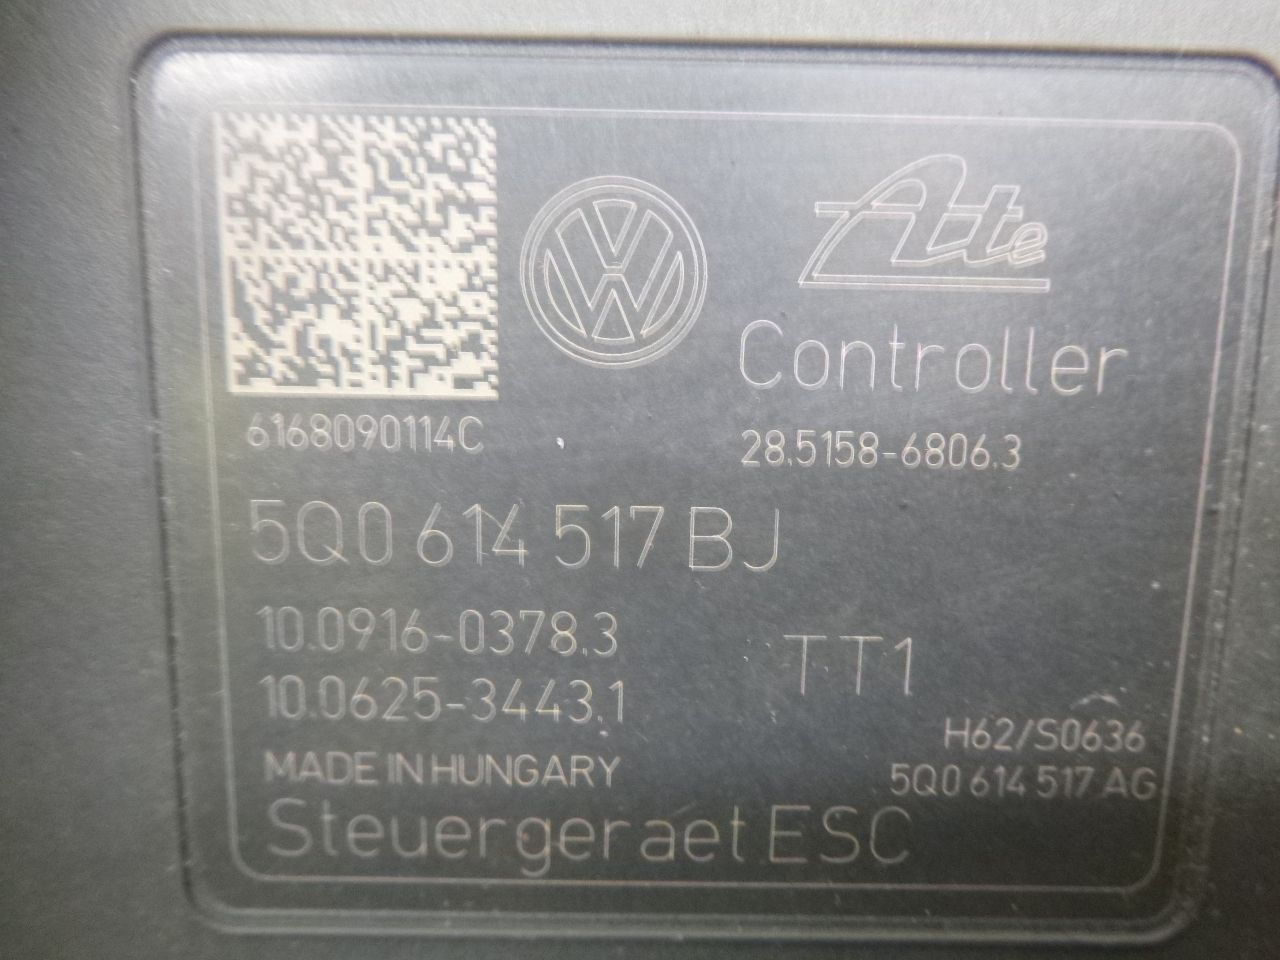 Ate
Controller
6168090114C
28.5158-6806.3
5Q0 614 517 BJ
10.0916-0378.3
TT1
10.0625-3443.1
H62/S0636
MADE IN HUNGARY
5Q0 614 517 AG
Steuergeraet ESC